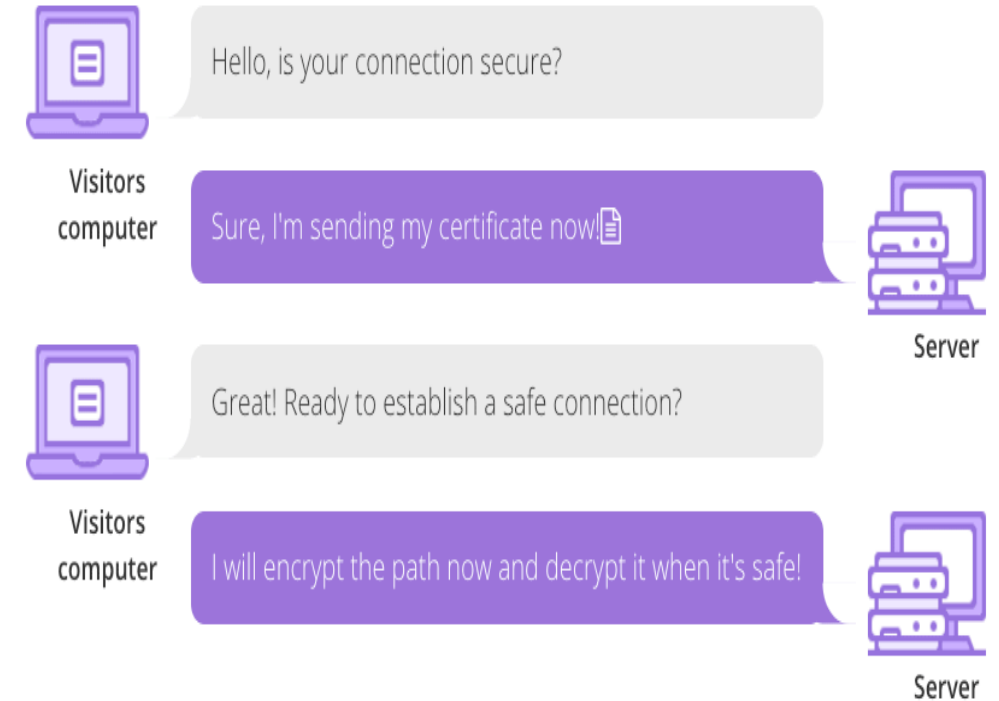 Hello, is your connection secure?
Visitors
computer
Sure, I'm sending my certificate now!
Server
Great! Ready to establish a safe connection?
Visitors
computer
I will encrypt the path now and decrypt it when it's safe!
Server